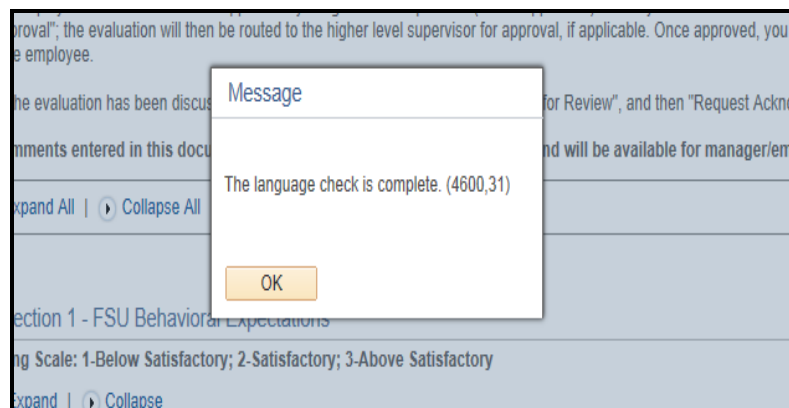 proval"; the evaluation will then be routed to the higher level supervisor for approval, if applicable. Once approved, you
e employee.
Message
he evaluation has been discus
for Review", and then "Request Ackno
mments entered in this docu
nd will be available for manager/em
The language check is complete. (4600,31)
xpand All | Collapse All
OK
ection 1 - FSU Behavioral Expectations
ng Scale: 1-Below Satisfactory; 2-Satisfactory; 3-Above Satisfactory
Expand | Collapse